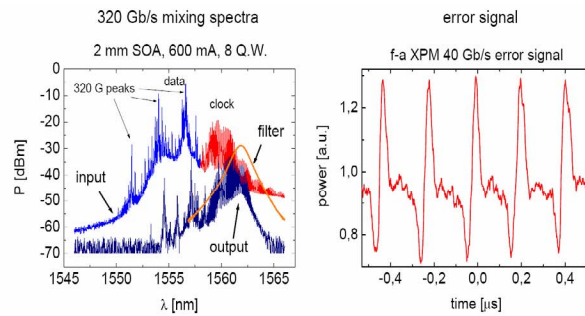 320 Gb/s mixing spectra
2 mm SOA, 600 mA, 8 Q.W.
0
-10
-20
-30
-40
-50
-60
-70
P [dBm]
320 G peaks
data
clock
filter
input
output
1545 1550 1555 1560 1565
λ [nm]
error signal
f-a XPM 40 Gb/s error signal
1,2
1,0
0,8
power [a.u.]
-0,4 -0,2 0,0 0,2 0,4
time [µs]